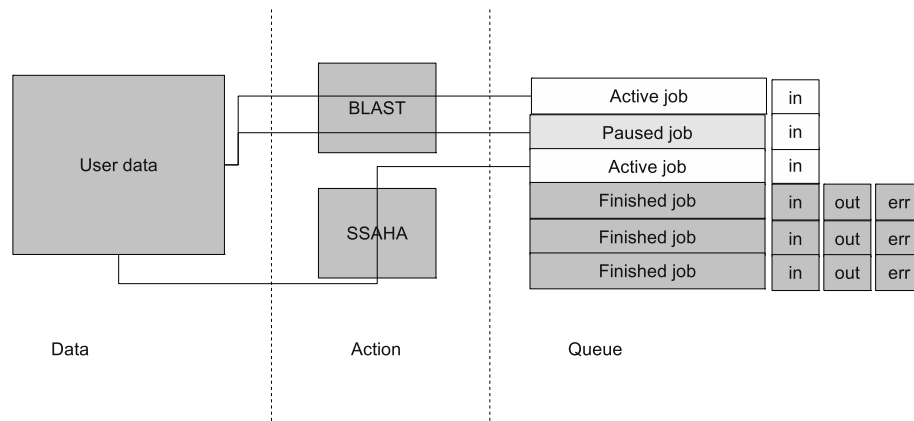 User data
BLAST
SSAHA
Active job in
Paused job in
Active job in
Finished job in out err
Finished job in out err
Finished job in out err
Data Action Queue